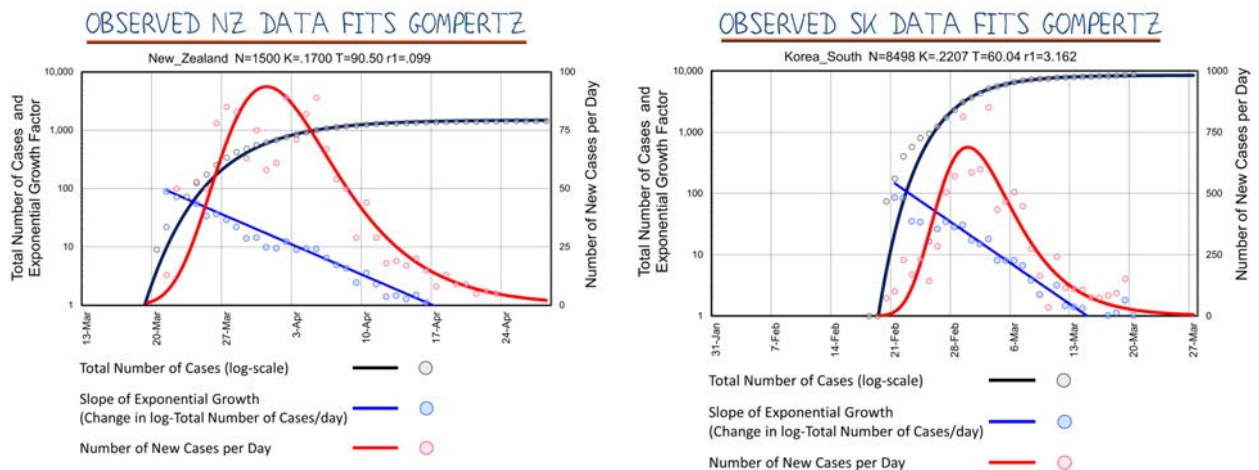 OBSERVED NZ DATA FITS GOMPERTZ
New_Zealand N=1500 K=.1700 T=90.50 r1=.099
Total Number of Cases and
Exponential Growth Factor
10,000
1,000
100
10
1
100
75
50
25
0
Number of New Cases per Day
13-Mar
20-Mar
27-Mar
3-Apr
10-Apr
17-Apr
24-Apr
Total Number of Cases (log-scale)
Slope of Exponential Growth
(Change in log-Total Number of Cases/day)
Number of New Cases per Day
OBSERVED SK DATA FITS GOMPERTZ
Korea_South N=8498 K=.2207 T=60.04 r1=3.162
Total Number of Cases and
Exponential Growth Factor
10,000
1,000
100
10
1
1000
750
500
250
0
Number of New Cases per Day
31-Jan
7-Feb
14-Feb
21-Feb
28-Feb
6-Mar
13-Mar
20-Mar
27-Mar
Total Number of Cases (log-scale)
Slope of Exponential Growth
(Change in log-Total Number of Cases/day)
Number of New Cases per Day